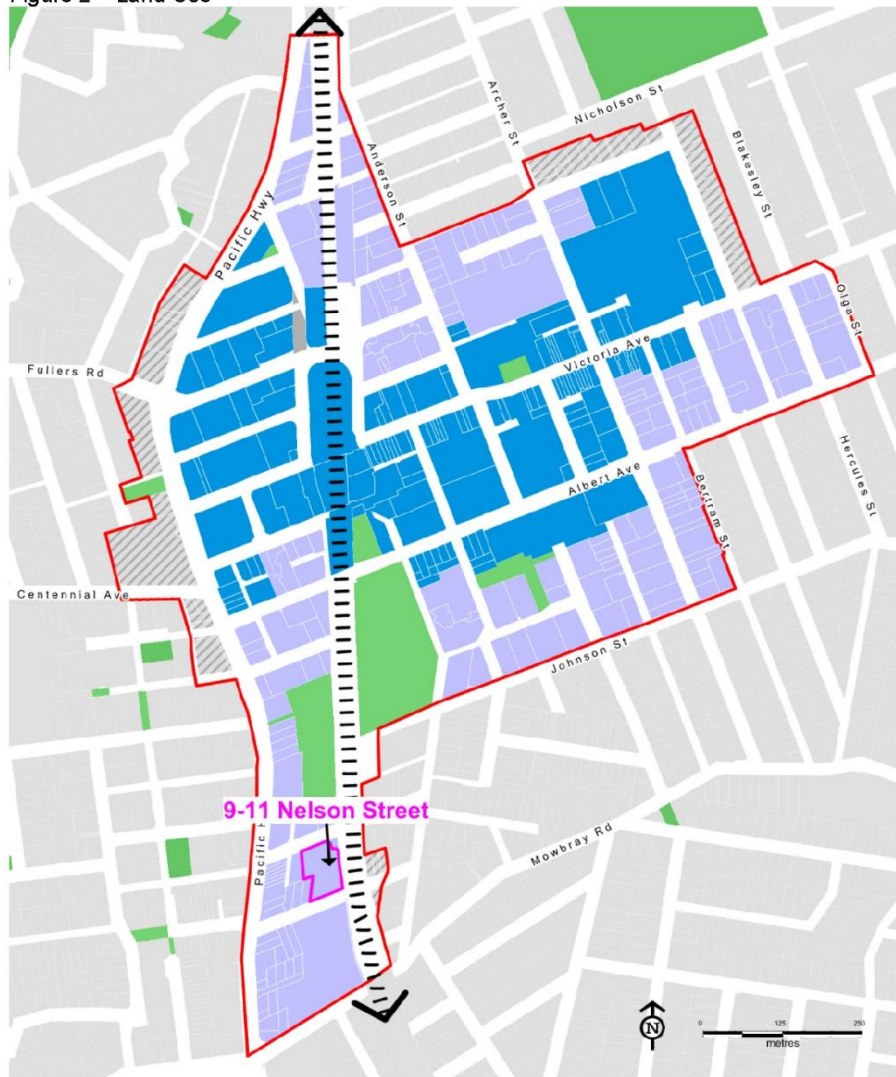 Figure 2 – Land Use
Archer St
Nicholson St
Blakesley St
Anderson St
Pacific Hwy
Olga St
Victoria Ave
Fullers Rd
Hercules St
Albert Ave
Bertram St
Centennial Ave
Johnson St
9-11 Nelson Street
Pacific
Mowbray Rd
N
0 125 250
metres